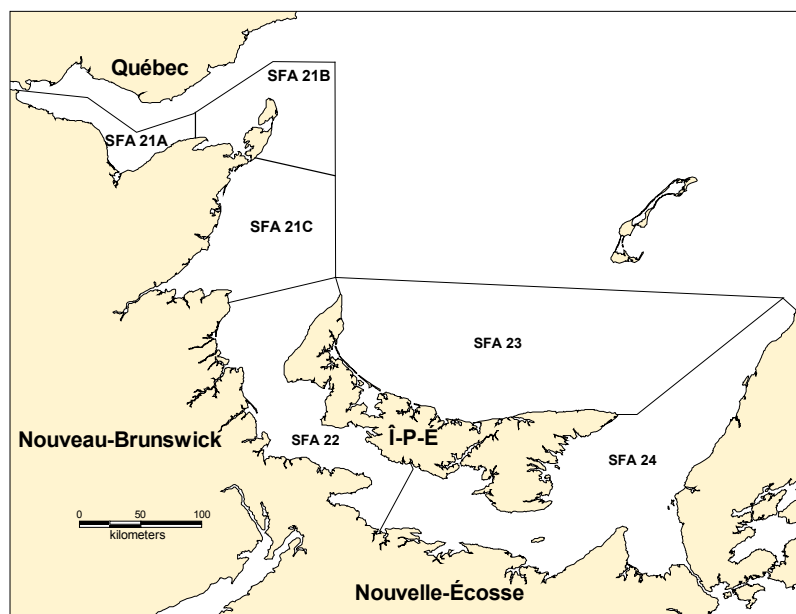 Québec
SFA 21B
SFA 21A
SFA 21C
SFA 23
Î-P-É
Nouveau-Brunswick
SFA 22
SFA 24
0 50 100
kilometers
Nouvelle-Écosse